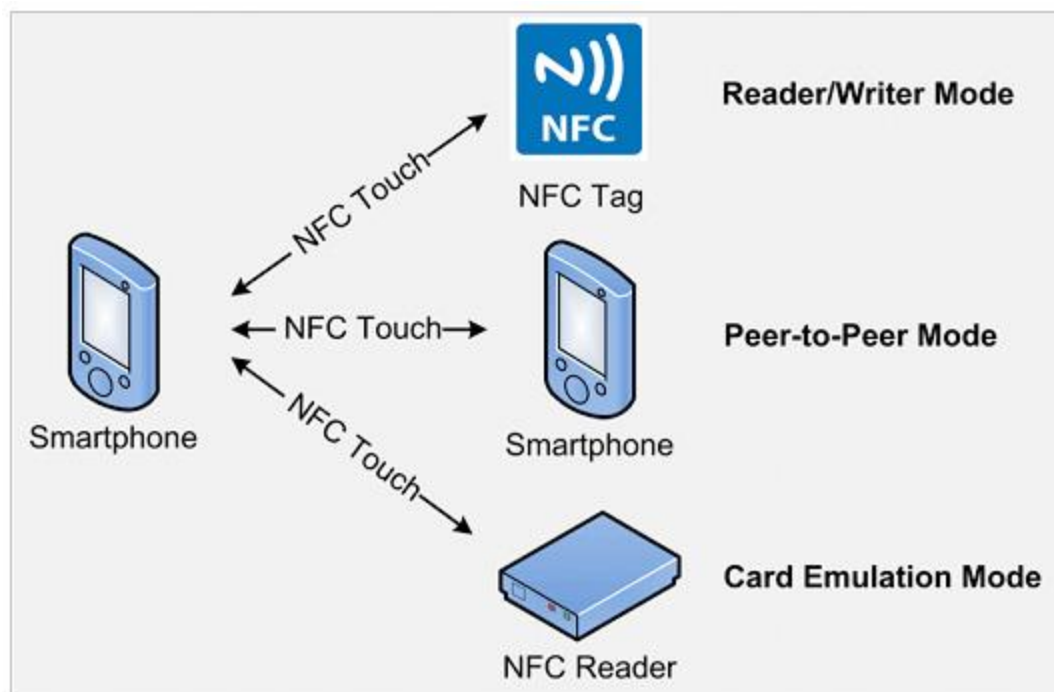 NFC
Reader/Writer Mode
NFC Tag
NFC Touch
NFC Touch
Peer-to-Peer Mode
Smartphone
Smartphone
NFC Touch
Card Emulation Mode
NFC Reader